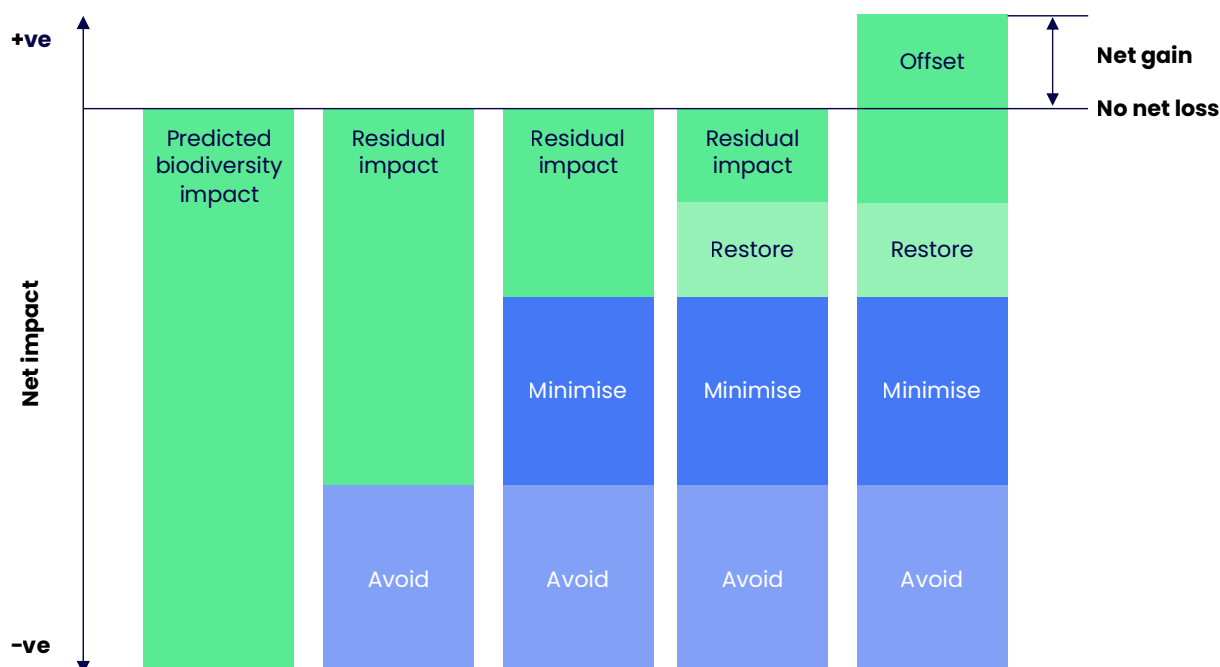 +ve
Offset
Net gain
No net loss
Predicted
biodiversity
impact
Residual
impact
Residual
impact
Residual
impact
Restore
Restore
Net impact
Minimise
Minimise
Minimise
Avoid
Avoid
Avoid
Avoid
-ve